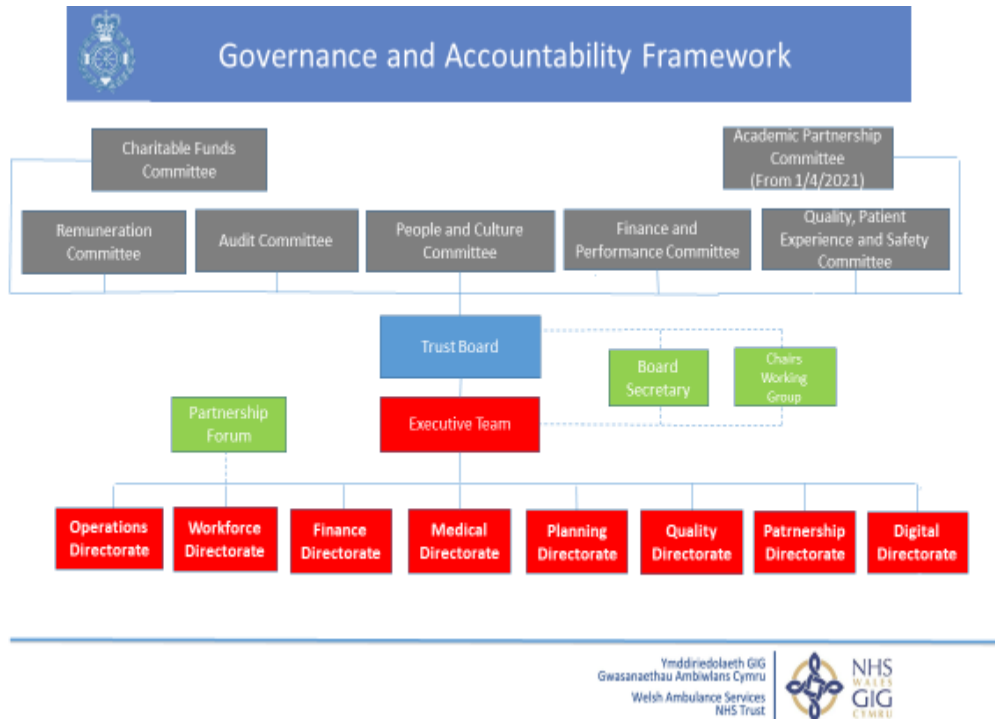 Governance and Accountability Framework
Charitable Funds
Committee
Academic Partnership
Committee
(From 1/4/2021)
Remuneration
Committee
Audit Committee
People and Culture
Committee
Finance and
Performance Committee
Quality, Patient
Experience and Safety
Committee
Trust Board
Board
Secretary
Chairs
Working
Group
Partnership
Forum
Executive Team
Operations
Directorate
Workforce
Directorate
Finance
Directorate
Medical
Directorate
Planning
Directorate
Quality
Directorate
Patrnership
Directorate
Digital
Directorate
Ymddiriedolaeth GIG
Gwasanaethau Ambiwlans Cymru
Welsh Ambulance Services
NHS Trust
NHS
WALES
GIG
CYMRU